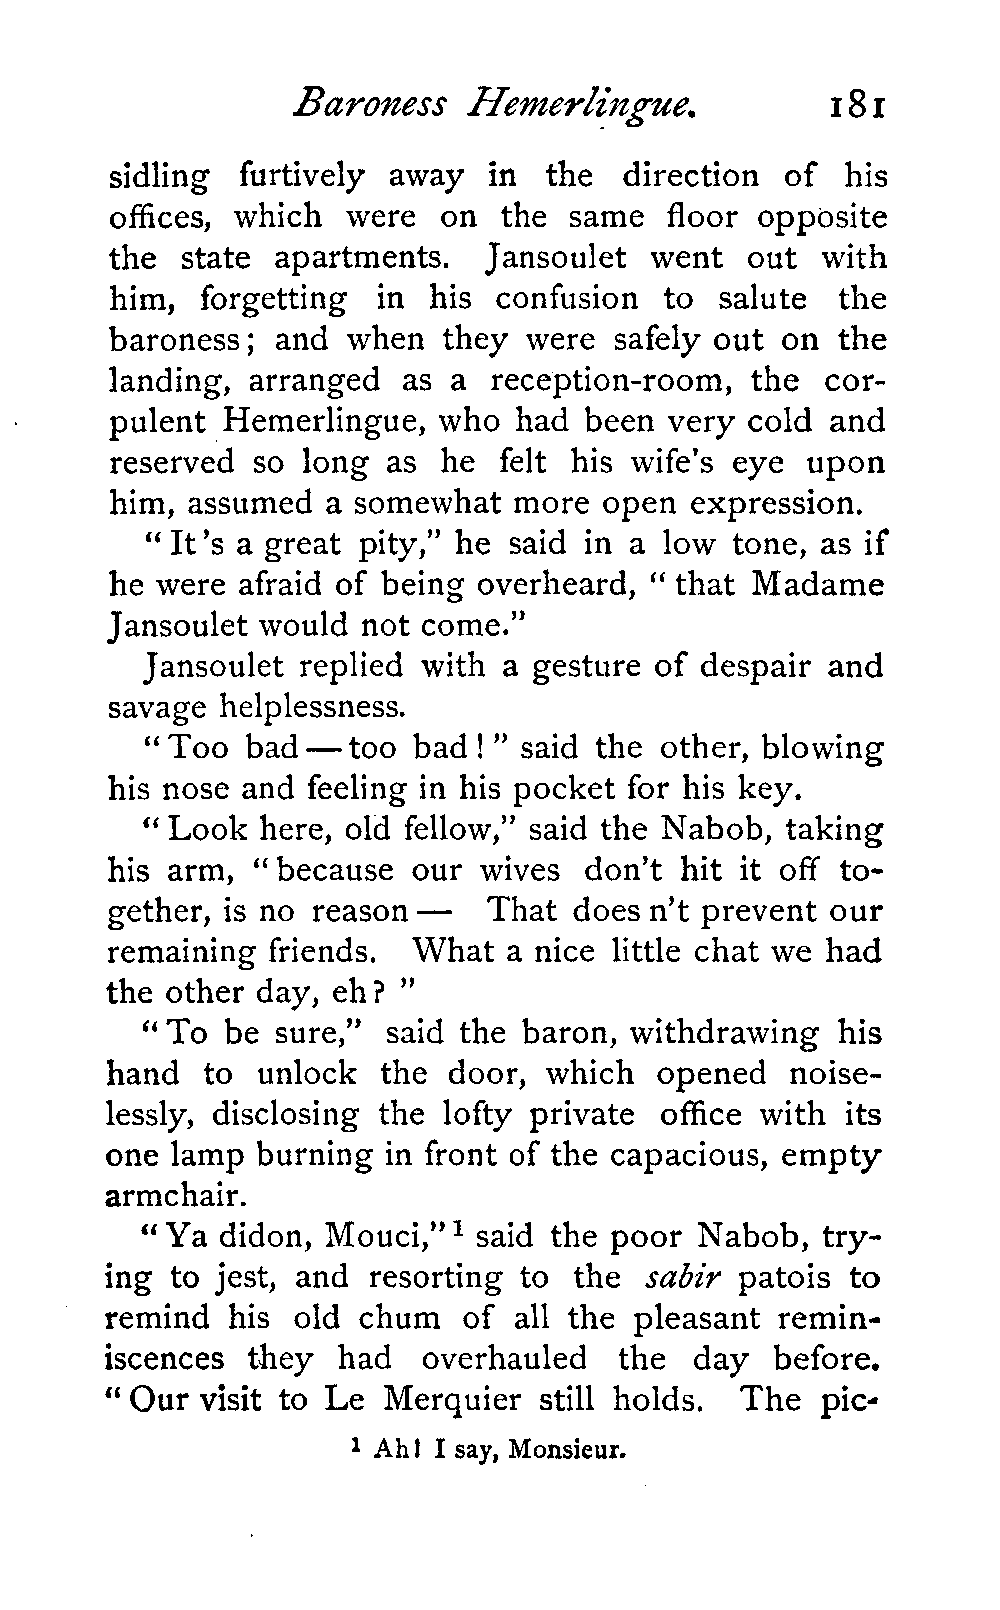 Baroness Hemerlingue. 181
sidling furtively away in the direction of his
offices, which were on the same floor opposite
the state apartments. Jansoulet went out with
him, forgetting in his confusion to salute the
baroness; and when they were safely out on the
landing, arranged as a reception-room, the cor-
pulent Hemerlingue, who had been very cold and
reserved so long as he felt his wife's eye upon
him, assumed a somewhat more open expression.
"It's a great pity," he said in a low tone, as if
he were afraid of being overheard, "that Madame
Jansoulet would not come."
Jansoulet replied with a gesture of despair and
savage helplessness.
"Too bad — too bad!" said the other, blowing
his nose and feeling in his pocket for his key.
"Look here, old fellow," said the Nabob, taking
his arm, "because our wives don't hit it off to-
gether, is no reason — That does n't prevent our
remaining friends. What a nice little chat we had
the other day, eh?"
"To be sure," said the baron, withdrawing his
hand to unlock the door, which opened noise-
lessly, disclosing the lofty private office with its
one lamp burning in front of the capacious, empty
armchair.
"Ya didon, Mouci,"¹ said the poor Nabob, try-
ing to jest, and resorting to the sabir patois to
remind his old chum of all the pleasant remin-
iscences they had overhauled the day before.
"Our visit to Le Merquier still holds. The pic-
¹ Ah! I say, Monsieur.